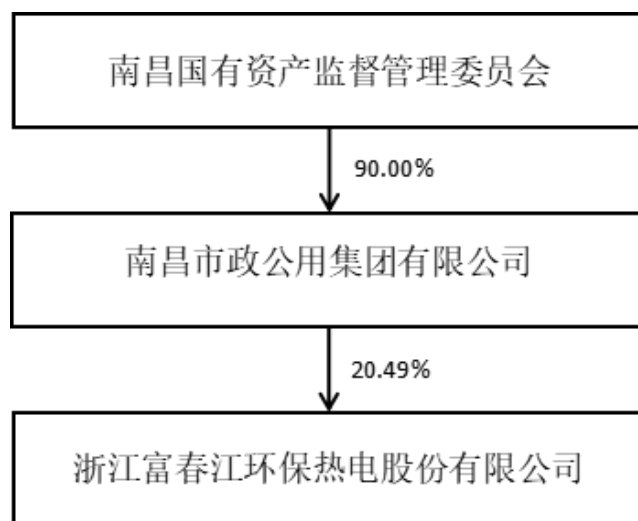 南昌国有资产监督管理委员会
90.00%
南昌市政公用集团有限公司
20.49%
浙江富春江环保热电股份有限公司